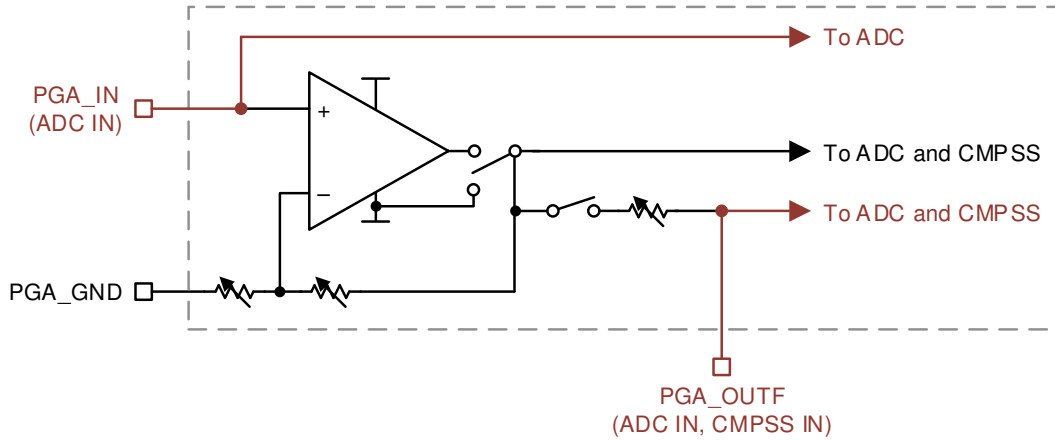 To ADC
PGA_IN
(ADC IN)
+
To ADC and CMPSS
−
To ADC and CMPSS
PGA_GND
PGA_OUTF
(ADC IN, CMPSS IN)